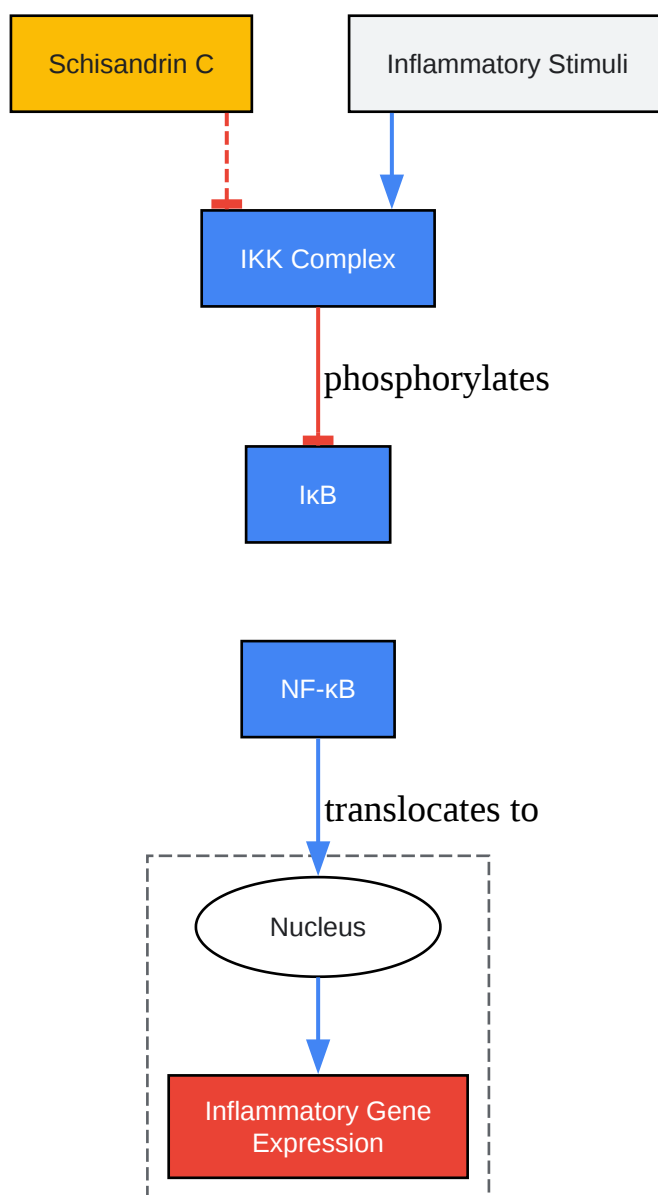 Schisandrin C
Inflammatory Stimuli
IKK Complex
phosphorylates
IκB
NF-κB
translocates to
Nucleus
Inflammatory Gene
Expression